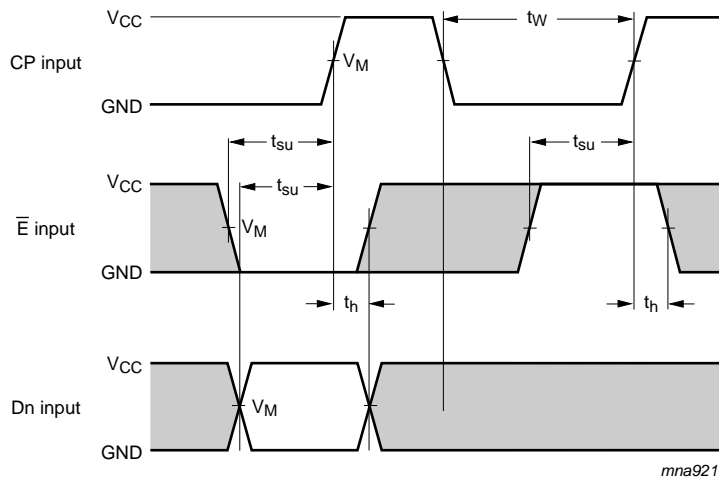 VCC
tW
CP input
VM
GND
tsu
tsu
VCC
tsu
E̅ input
VM
GND
th
th
VCC
Dn input
VM
GND
mna921